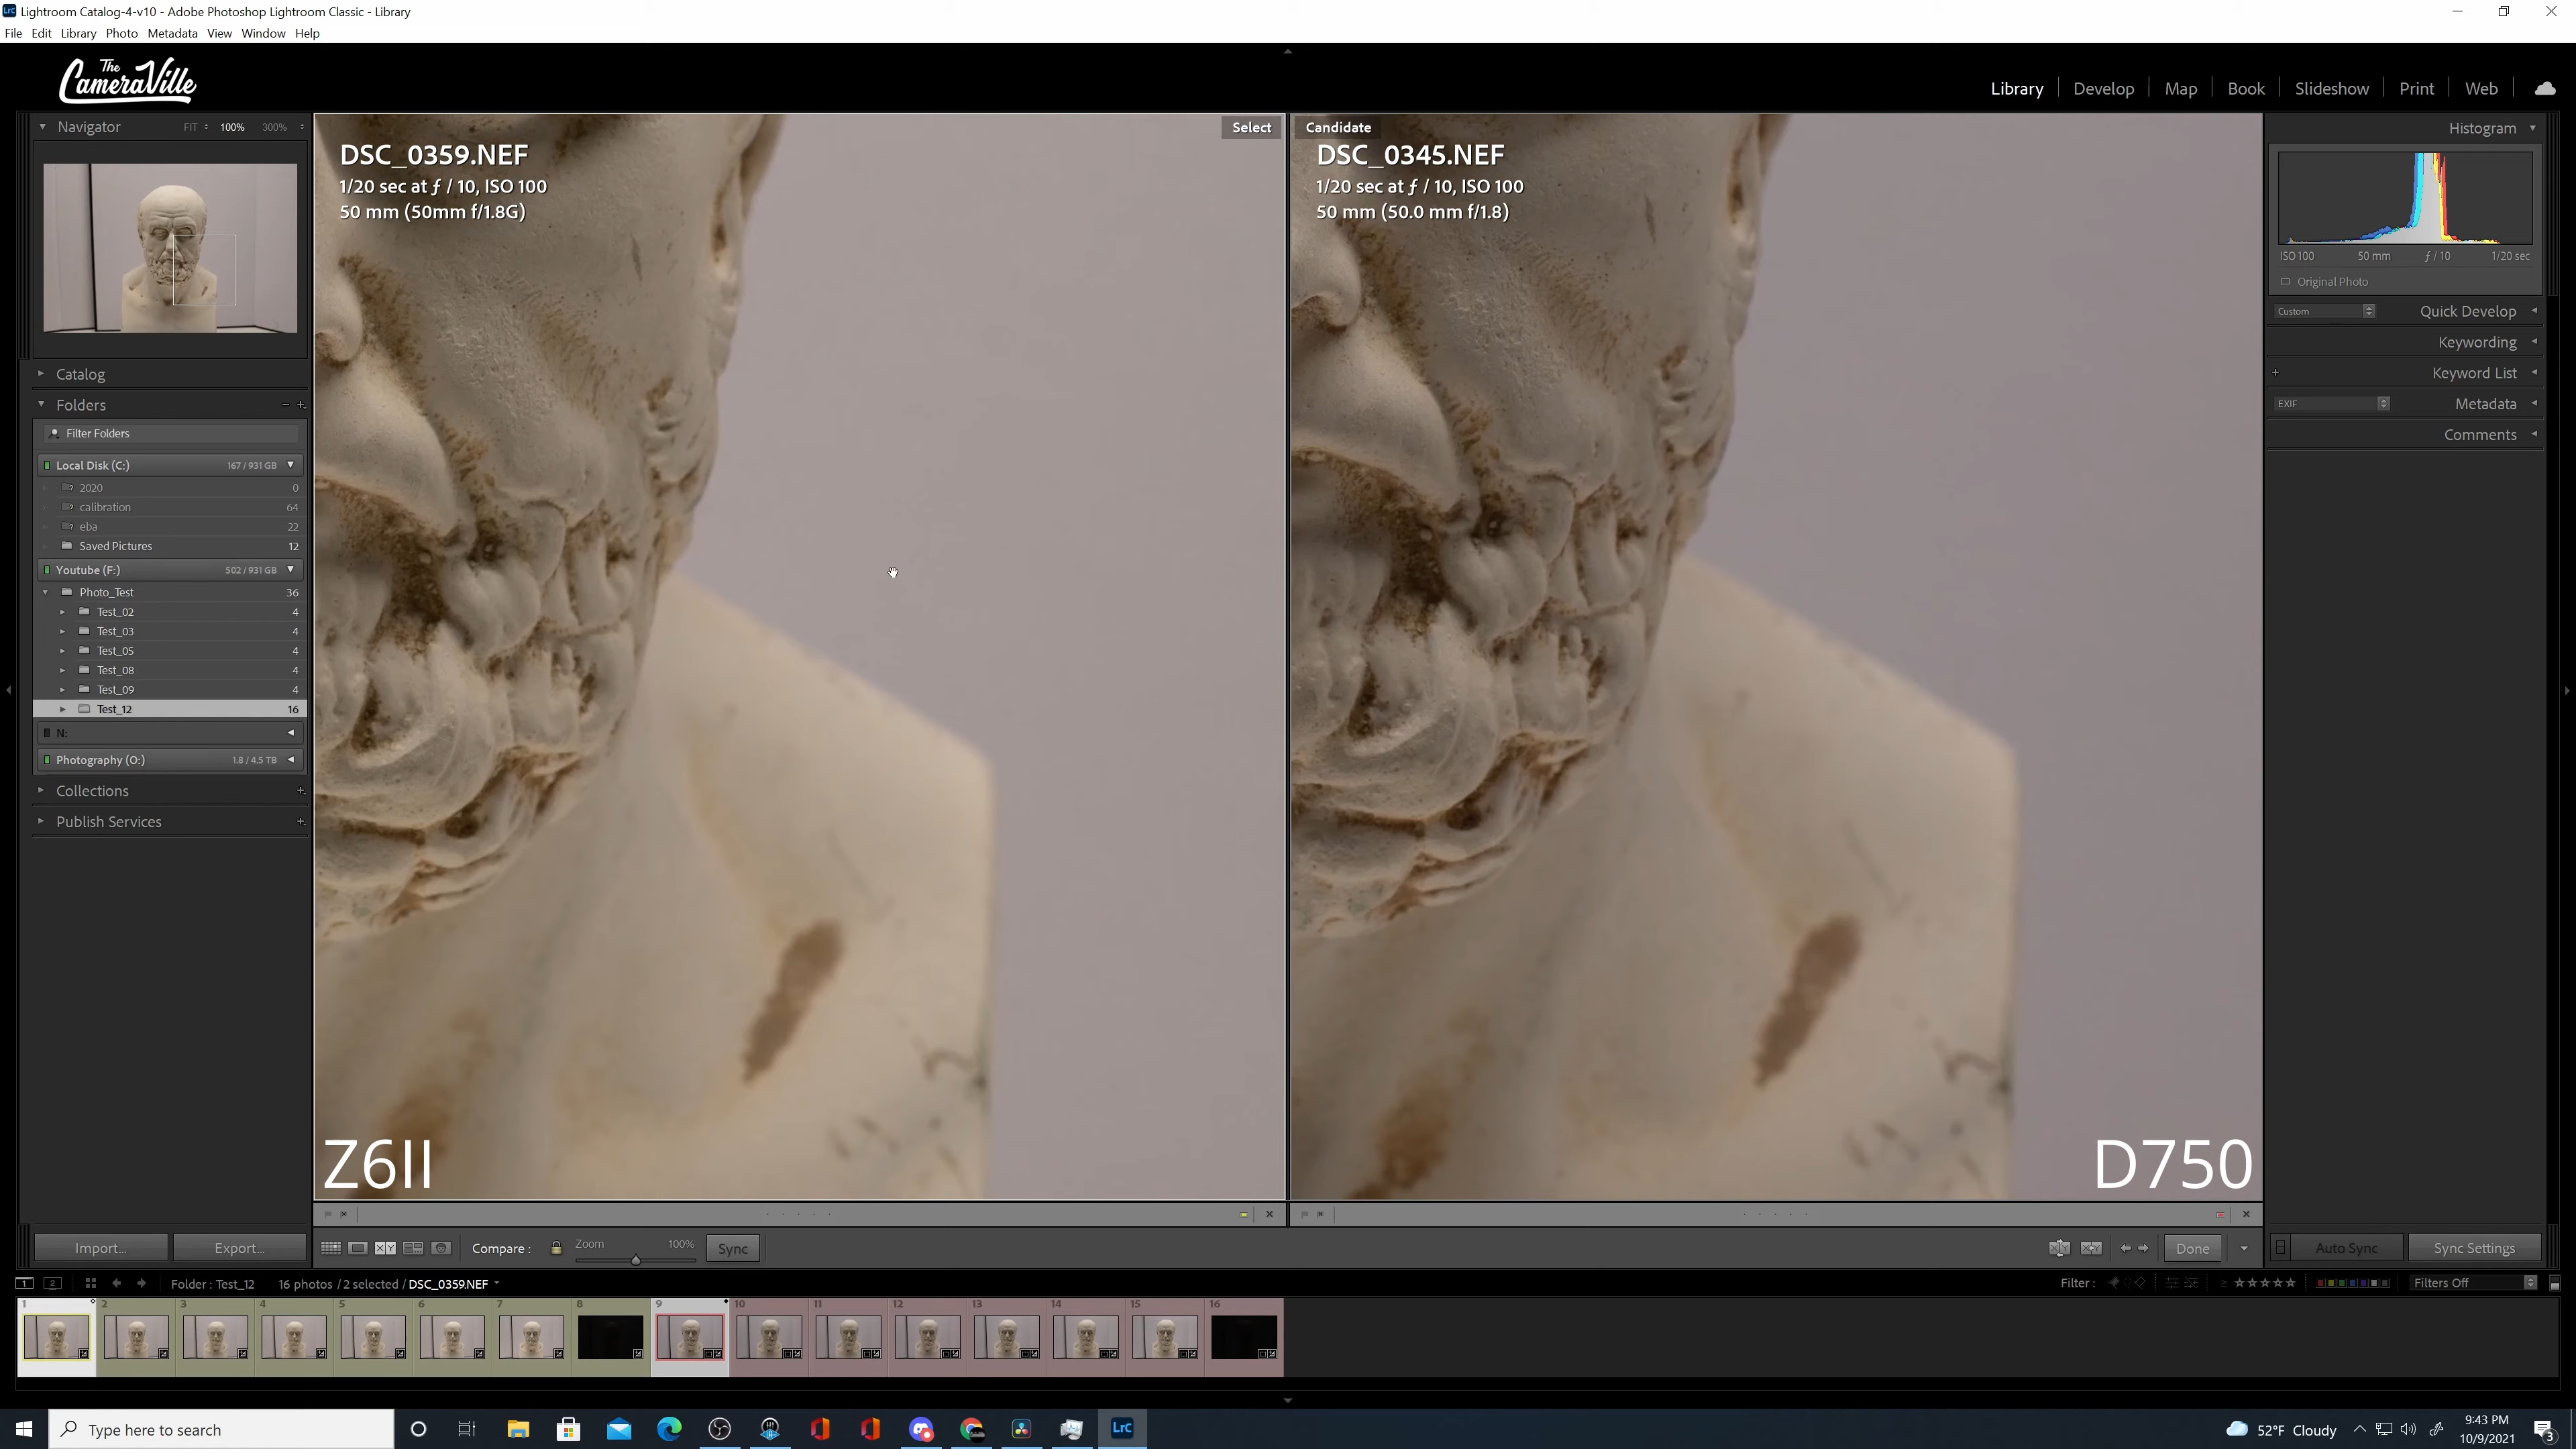 Lightroom Catalog-4-v10 - Adobe Photoshop Lightroom Classic - Library
File Edit Library Photo Metadata View Window Help
The
CameraVille
Library Develop Map Book Slideshow Print Web
Navigator FIT 100% 300%
Catalog
Folders
Filter Folders
Local Disk (C:) 167 / 931 GB
2020 0
calibration 64
eba 22
Saved Pictures 12
Youtube (F:) 502 / 931 GB
Photo_Test 36
Test_02 4
Test_03 4
Test_05 4
Test_08 4
Test_09 4
Test_12 16
N:
Photography (O:) 1.8 / 4.5 TB
Collections
Publish Services
Import... Export...
Select
DSC_0359.NEF
1/20 sec at ƒ / 10, ISO 100
50 mm (50mm f/1.8G)
Z6II
Candidate
DSC_0345.NEF
1/20 sec at ƒ / 10, ISO 100
50 mm (50.0 mm f/1.8)
D750
Histogram
ISO 100 50 mm ƒ / 10 1/20 sec
Original Photo
Custom Quick Develop
Keywording
Keyword List
EXIF Metadata
Comments
XY Compare : Zoom 100% Sync
Done
Auto Sync Sync Settings
1 2 Folder : Test_12 16 photos / 2 selected / DSC_0359.NEF
Filter : Filters Off
1 2 3 4 5 6 7 8 9 10 11 12 13 14 15 16
Type here to search
LrC
52°F Cloudy
9:43 PM
10/9/2021
3